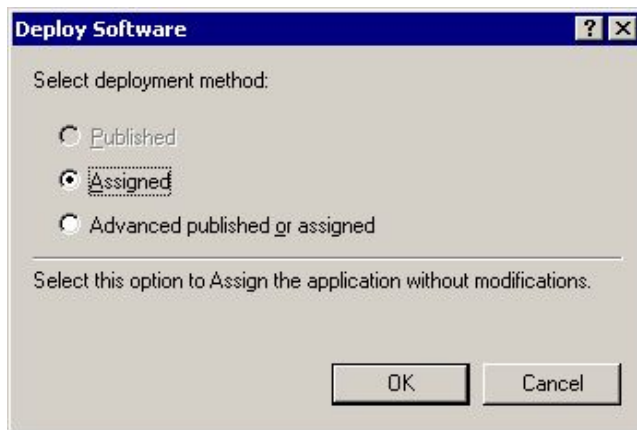 Deploy Software
Select deployment method:
Published
Assigned
Advanced published or assigned
Select this option to Assign the application without modifications.
OK Cancel